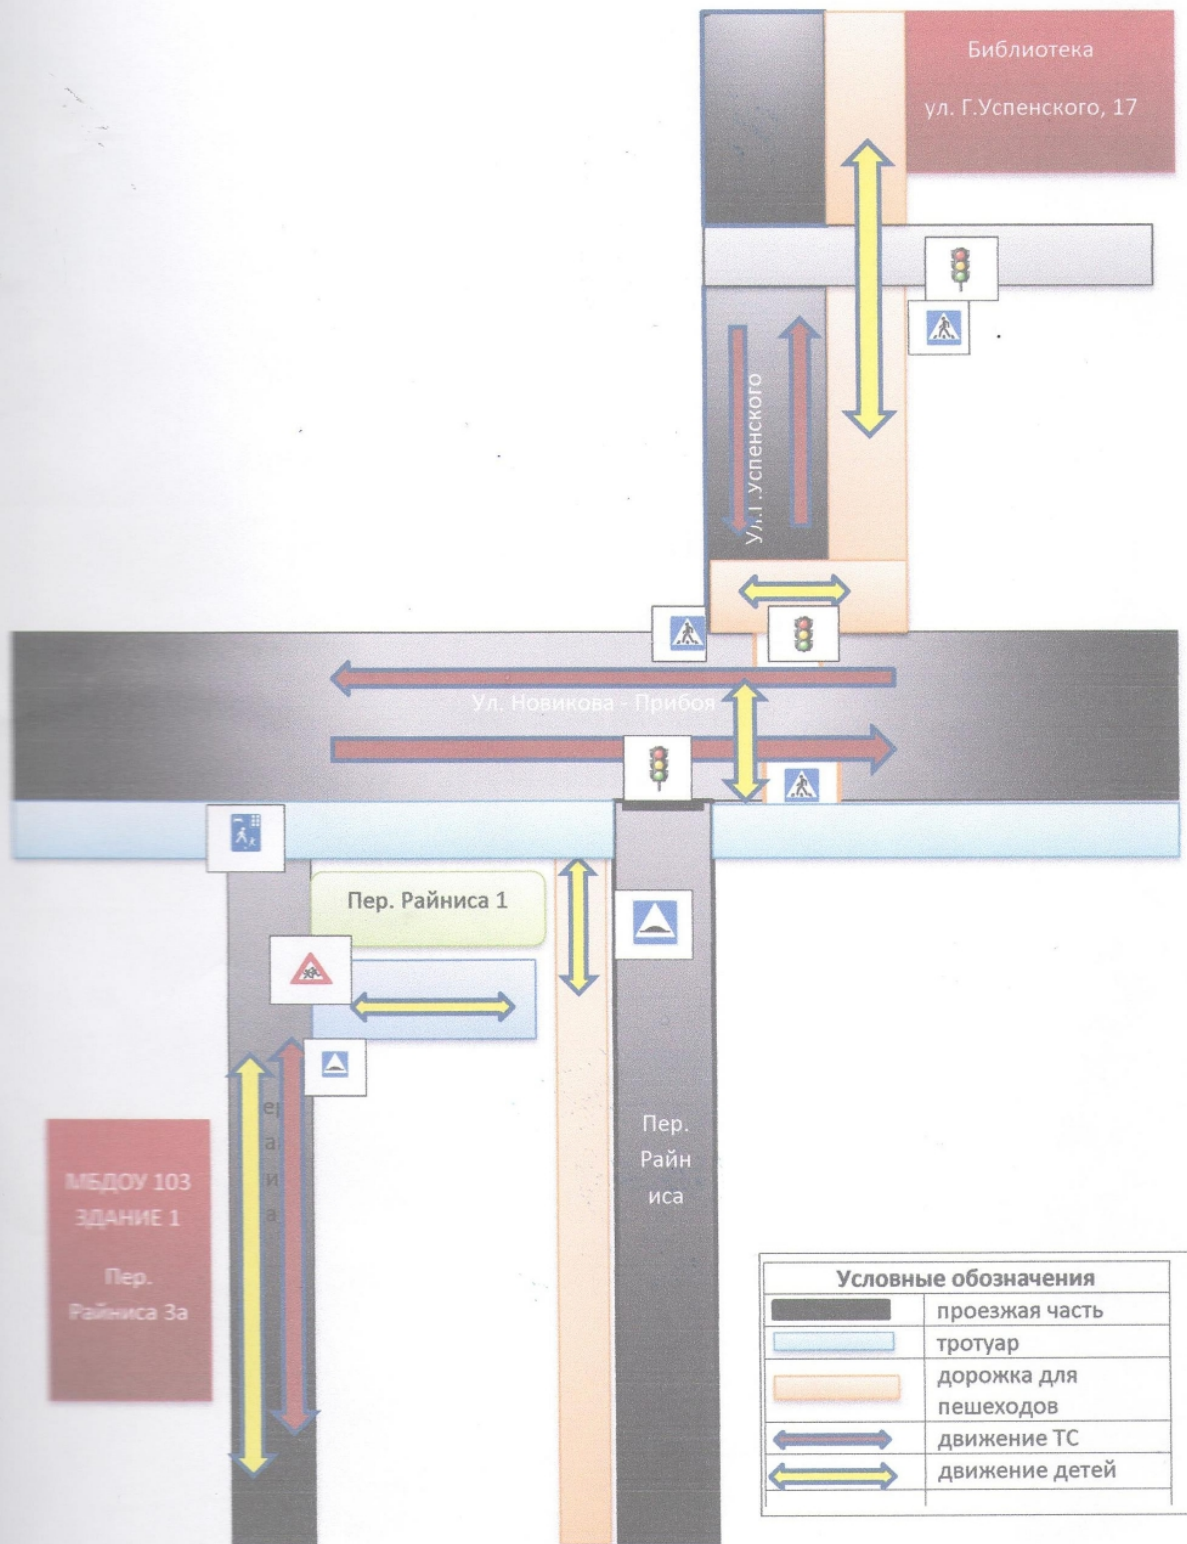 Библиотека
ул. Г.Успенского, 17
Ул.Г.Успенского
Ул. Новикова - Прибоя
Пер. Райниса 1
Пер.
Райн
иса
МБДОУ 103
ЗДАНИЕ 1
Пер.
Райниса 3а
Условные обозначения
проезжая часть
тротуар
дорожка для
пешеходов
движение ТС
движение детей